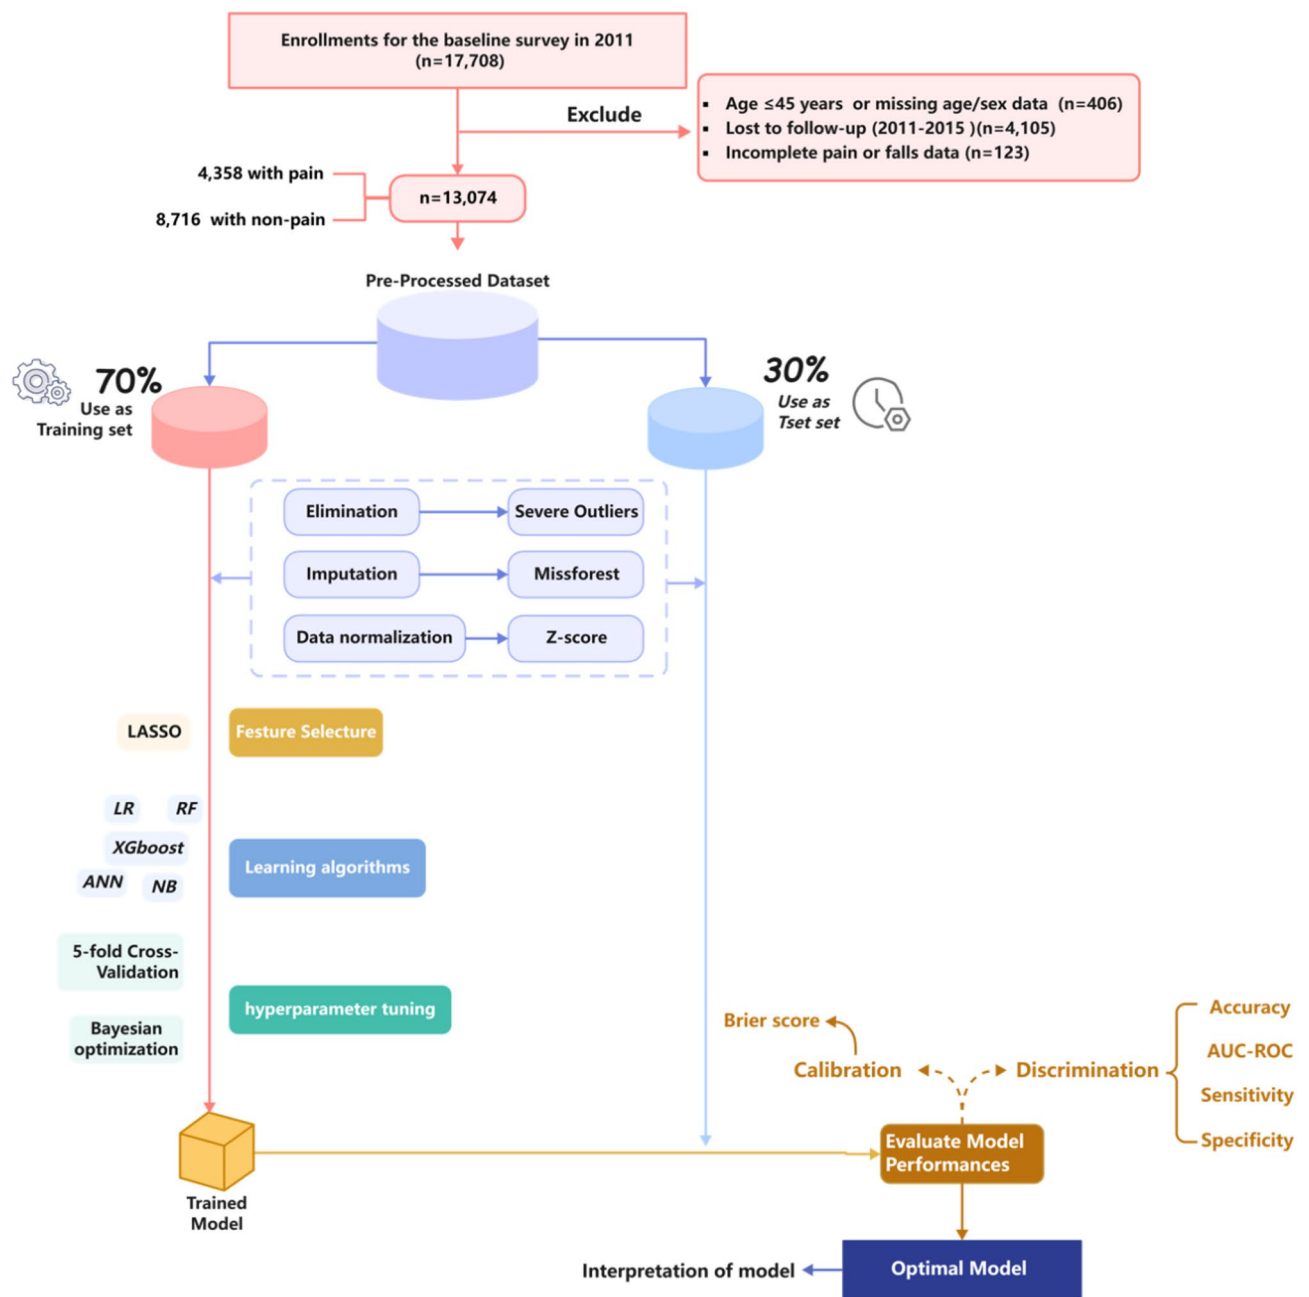 Enrollments for the baseline survey in 2011
(n=17,708)
Exclude
▪ Age ≤45 years or missing age/sex data (n=406)
▪ Lost to follow-up (2011-2015 )(n=4,105)
▪ Incomplete pain or falls data (n=123)
4,358 with pain
8,716 with non-pain
n=13,074
Pre-Processed Dataset
70%
Use as
Training set
30%
Use as
Tset set
Elimination
Severe Outliers
Imputation
Missforest
Data normalization
Z-score
LASSO
Festure Selecture
LR
RF
XGboost
ANN
NB
Learning algorithms
5-fold Cross-
Validation
Bayesian
optimization
hyperparameter tuning
Trained
Model
Brier score
Calibration
Discrimination
Accuracy
AUC-ROC
Sensitivity
Specificity
Evaluate Model
Performances
Interpretation of model
Optimal Model